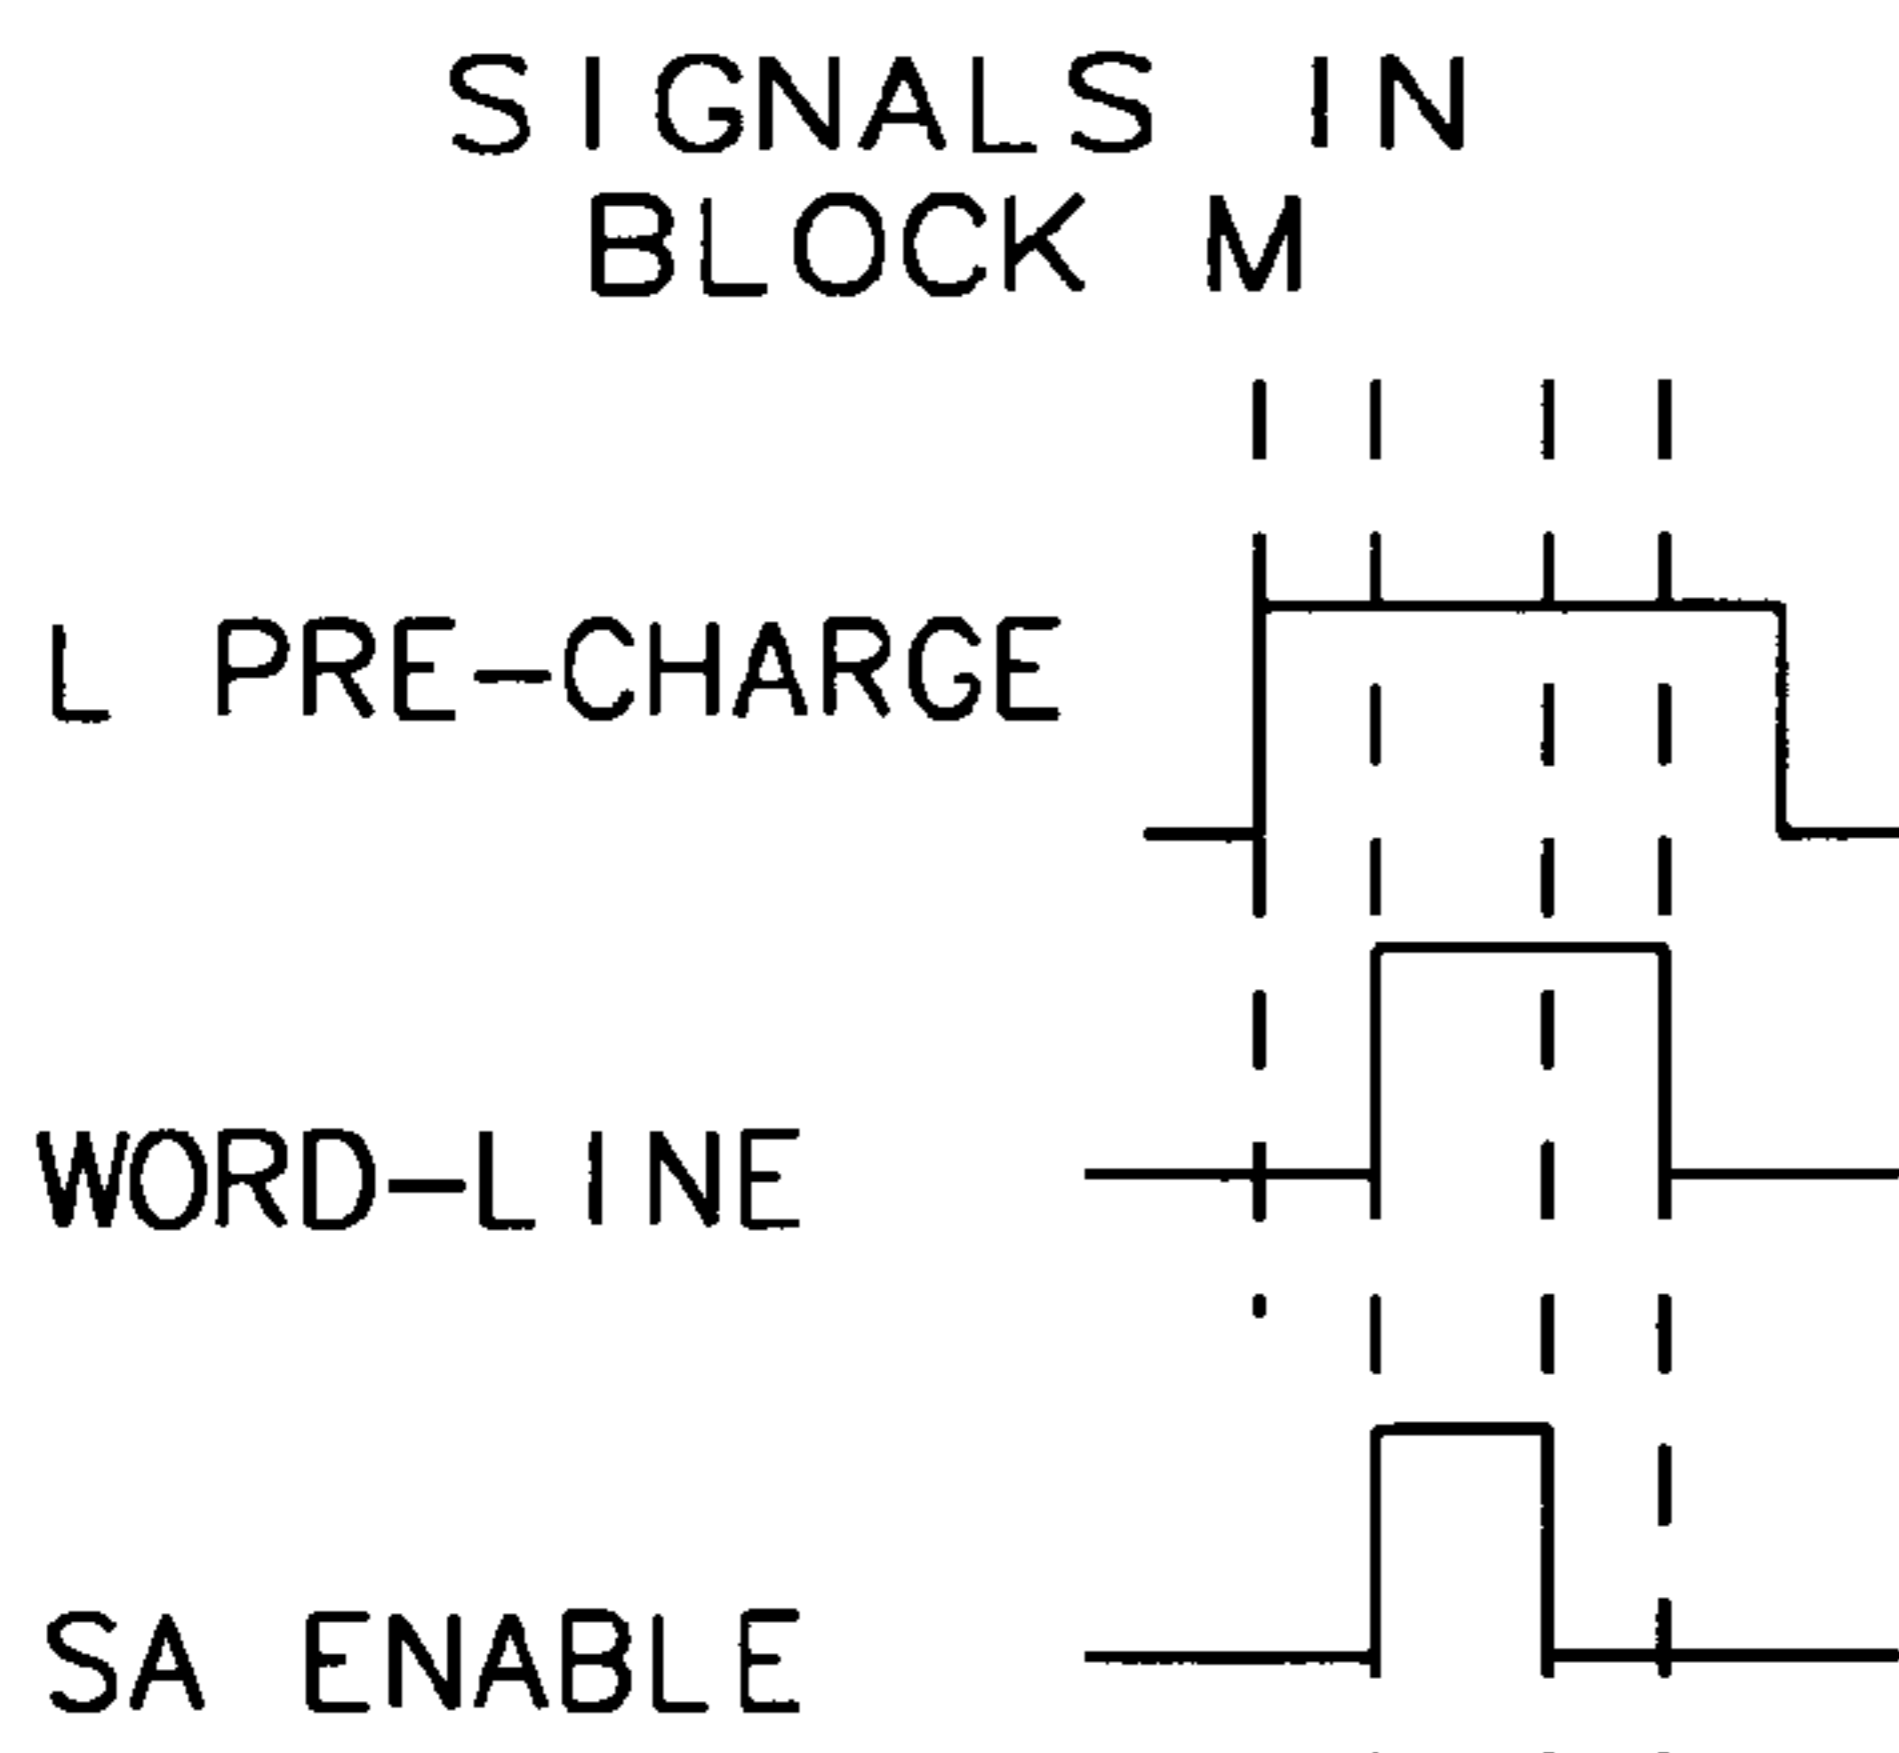 SIGNALS IN
BLOCK M
L PRE-CHARGE
WORD-LINE
SA ENABLE